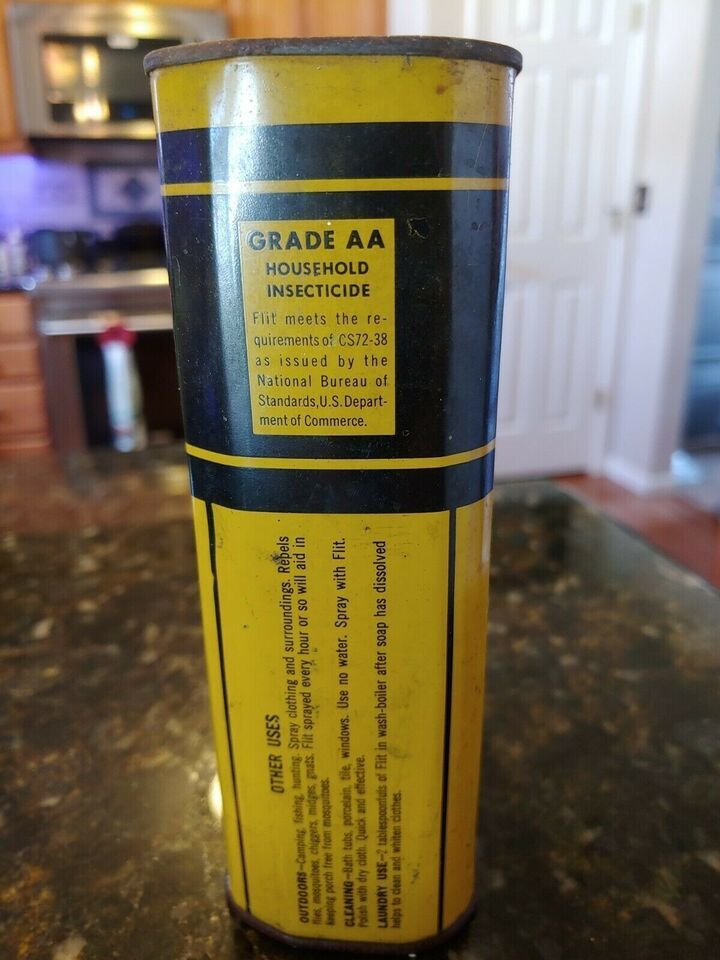 GRADE AA
HOUSEHOLD
INSECTICIDE
Flit meets the re-
quirements of CS72-38
as issued by the
National Bureau of
Standards, U.S. Depart-
ment of Commerce.
OTHER USES
OUTDOORS—Camping, fishing, hunting. Spray clothing and surroundings. Repels
flies, mosquitoes, chiggers, midges, gnats. Flit sprayed every hour or so will aid in
keeping porch free from mosquitoes.
CLEANING—Bath tubs, porcelain, tile, windows. Use no water. Spray with Flit.
Polish with dry cloth. Quick and effective.
LAUNDRY USE—2 tablespoonfuls of Flit in wash-boiler after soap has dissolved
helps to clean and whiten clothes.